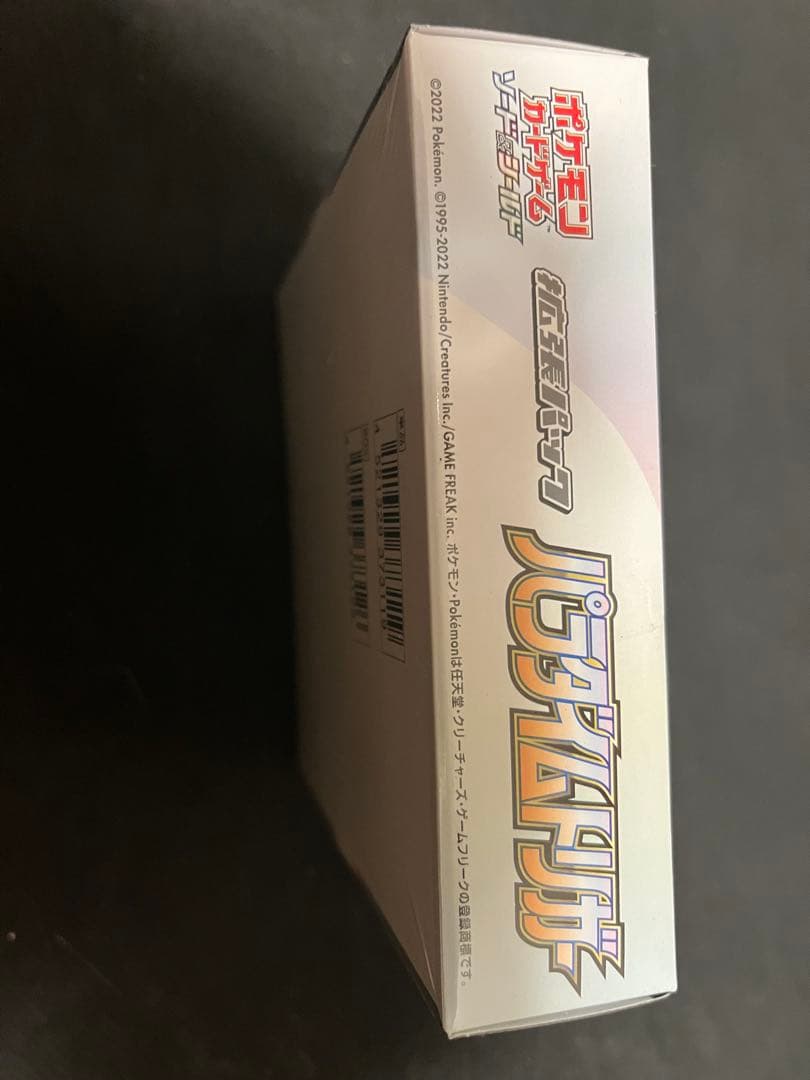 ポケモン
カードゲーム™
ソード&シールド
拡張パック
パラダイムトリガー
©2022 Pokémon. ©1995-2022 Nintendo/Creatures Inc./GAME FREAK inc. ポケモン・Pokémonは任天堂・クリーチャーズ・ゲームフリークの登録商標です。